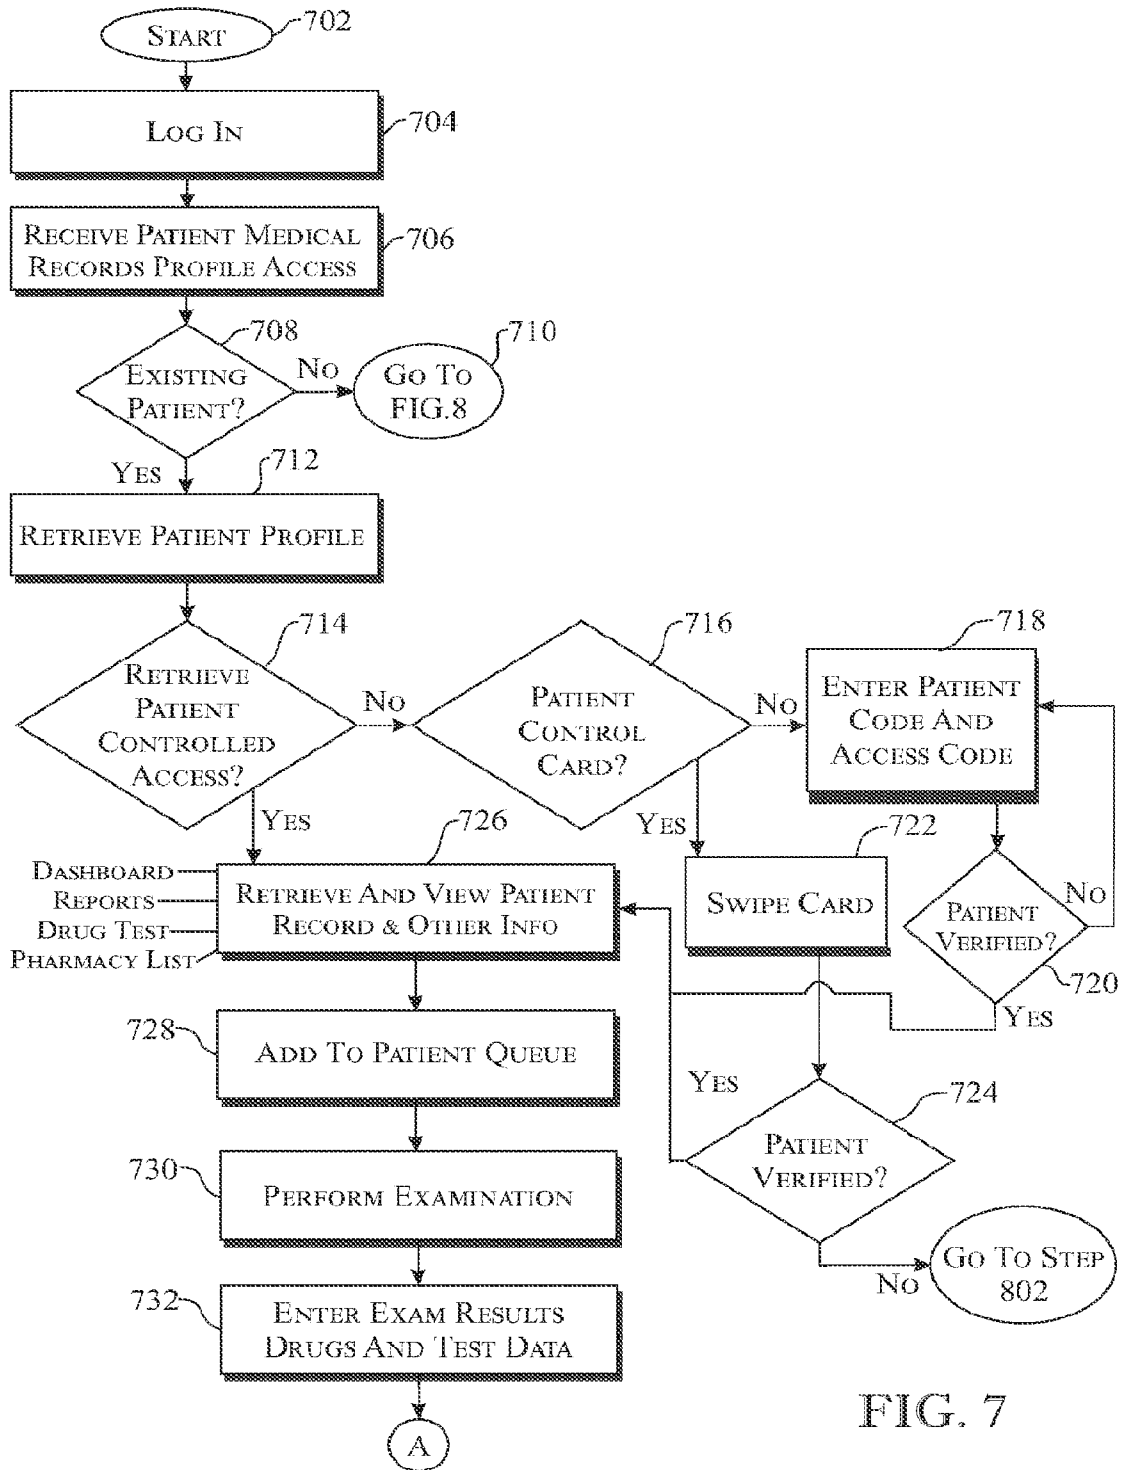 START
702
LOG IN
704
RECEIVE PATIENT MEDICAL
RECORDS PROFILE ACCESS
706
708
EXISTING
PATIENT?
NO
710
GO TO
FIG.8
YES
712
RETRIEVE PATIENT PROFILE
714
RETRIEVE
PATIENT
CONTROLLED
ACCESS?
NO
716
PATIENT
CONTROL
CARD?
NO
718
ENTER PATIENT
CODE AND
ACCESS CODE
YES
726
YES
722
DASHBOARD
REPORTS
DRUG TEST
PHARMACY LIST
RETRIEVE AND VIEW PATIENT
RECORD & OTHER INFO
SWIPE CARD
PATIENT
VERIFIED?
NO
720
YES
728
ADD TO PATIENT QUEUE
YES
724
PATIENT
VERIFIED?
730
PERFORM EXAMINATION
NO
GO TO STEP
802
732
ENTER EXAM RESULTS
DRUGS AND TEST DATA
A
FIG. 7